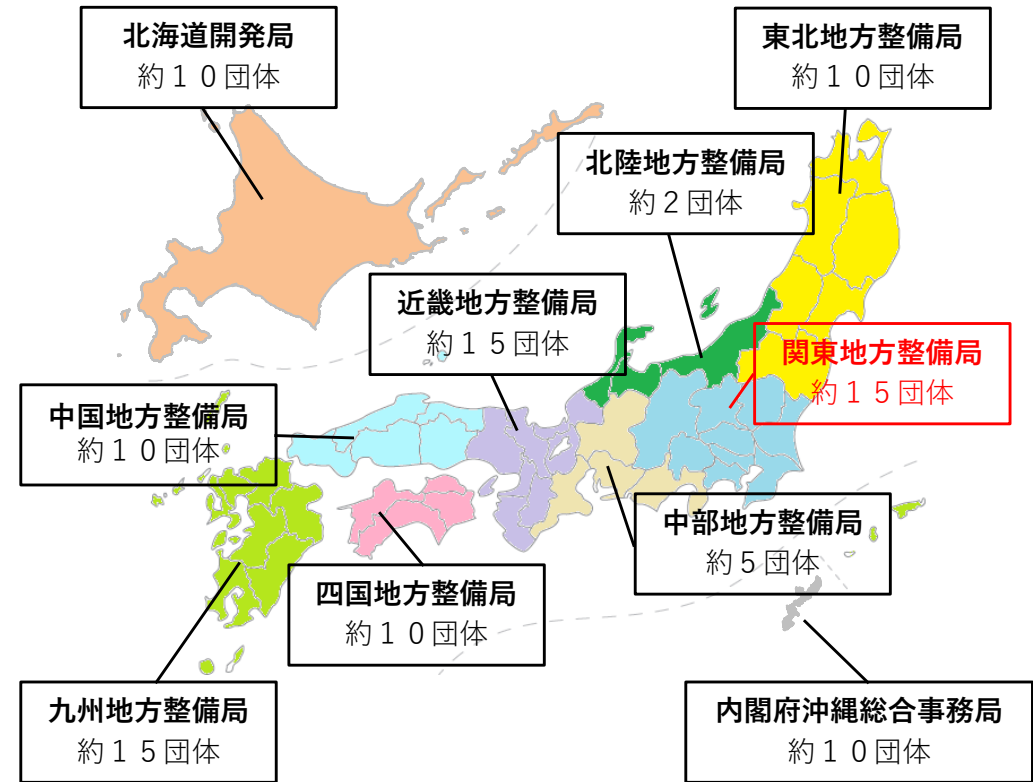 北海道開発局
約１０団体
東北地方整備局
約１０団体
北陸地方整備局
約２団体
近畿地方整備局
約１５団体
関東地方整備局
約１５団体
中国地方整備局
約１０団体
中部地方整備局
約５団体
四国地方整備局
約１０団体
九州地方整備局
約１５団体
内閣府沖縄総合事務局
約１０団体